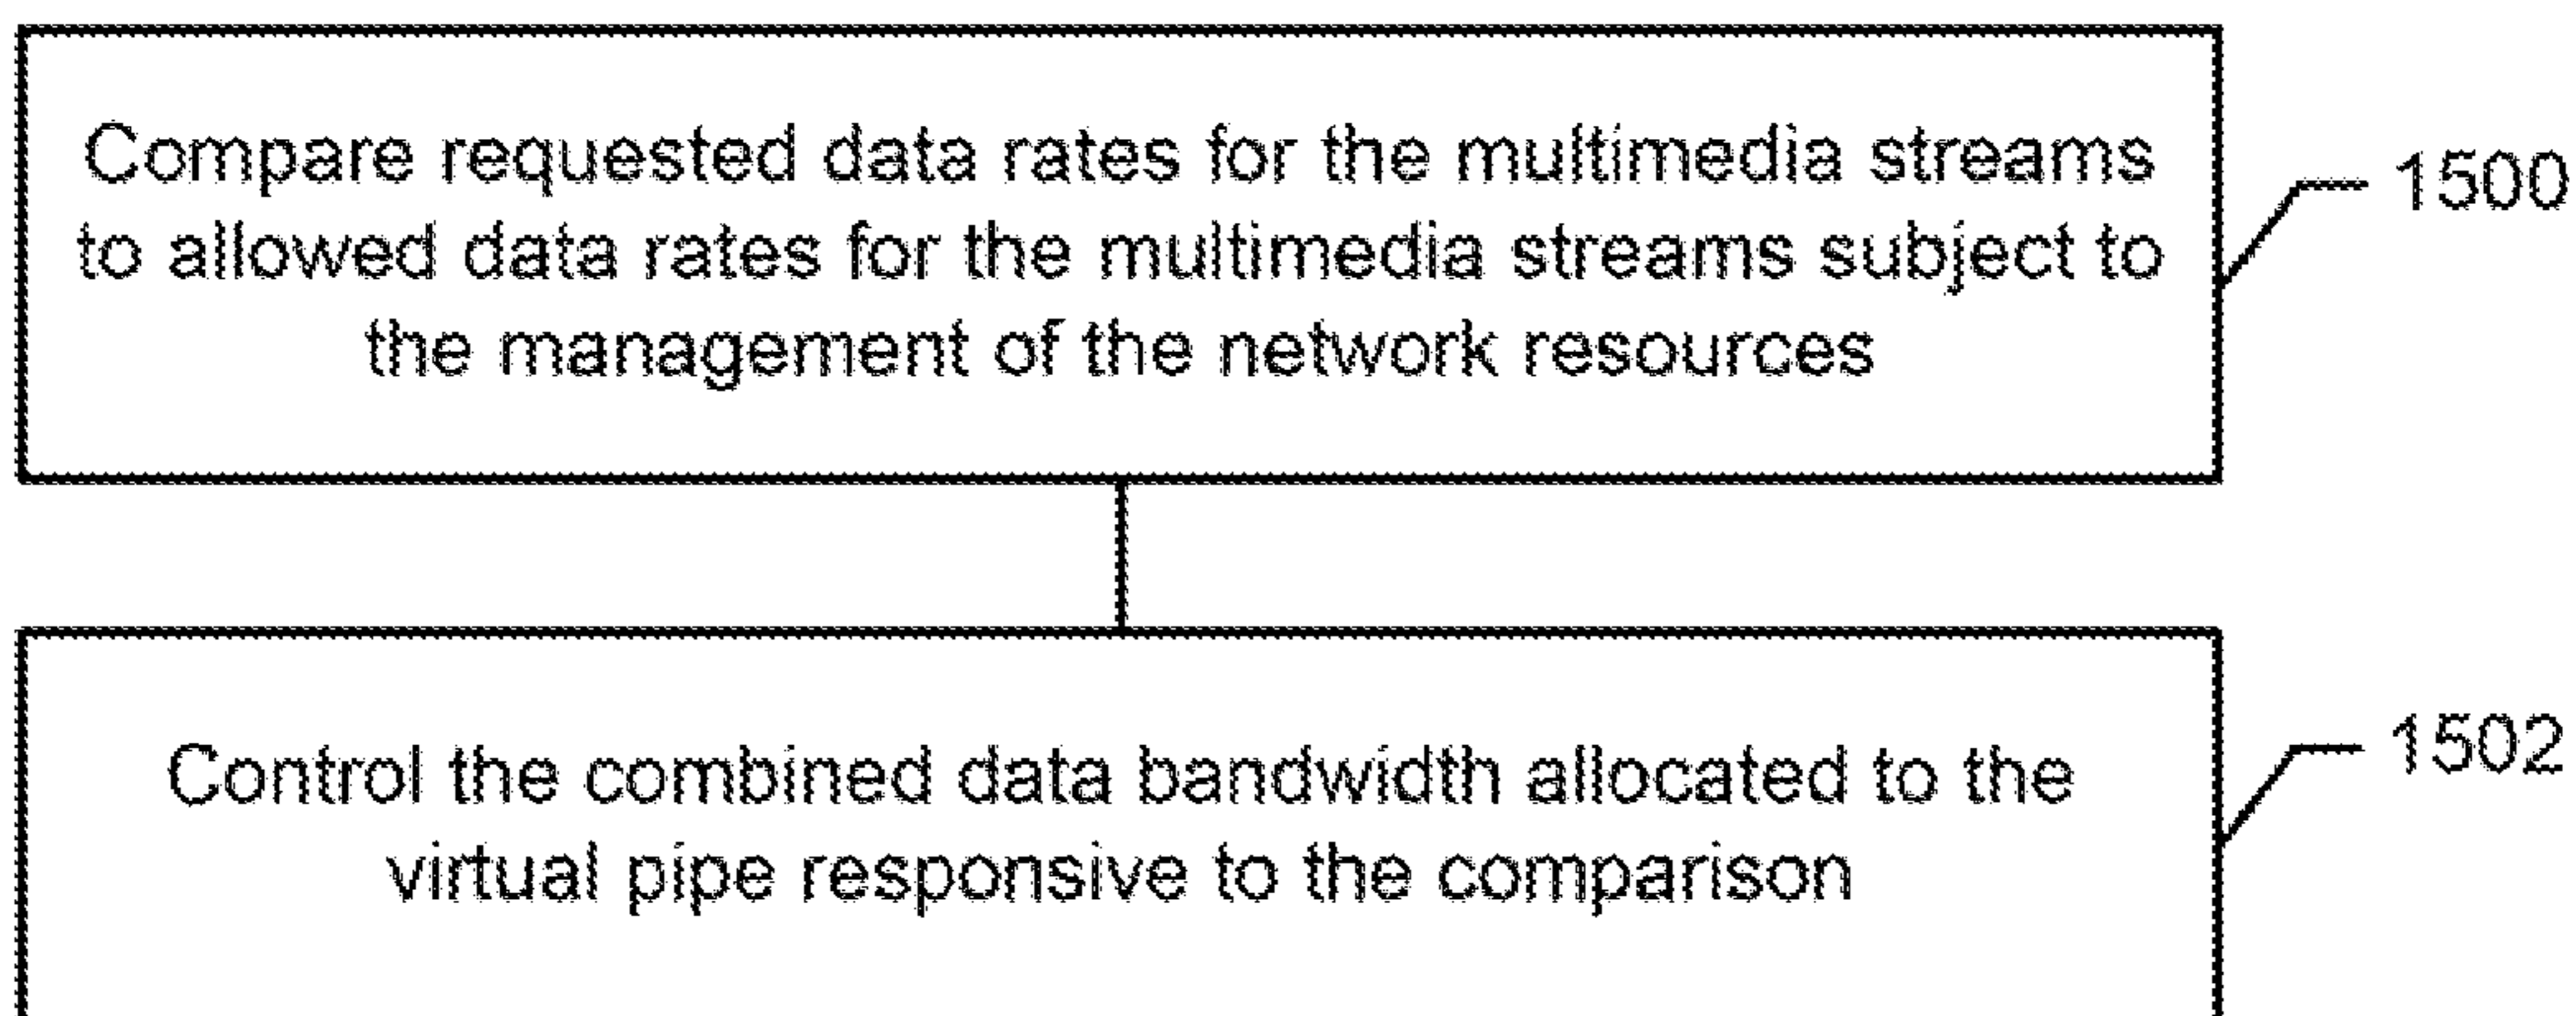 Compare requested data rates for the multimedia streams
to allowed data rates for the multimedia streams subject to
the management of the network resources
1500
Control the combined data bandwidth allocated to the
virtual pipe responsive to the comparison
1502